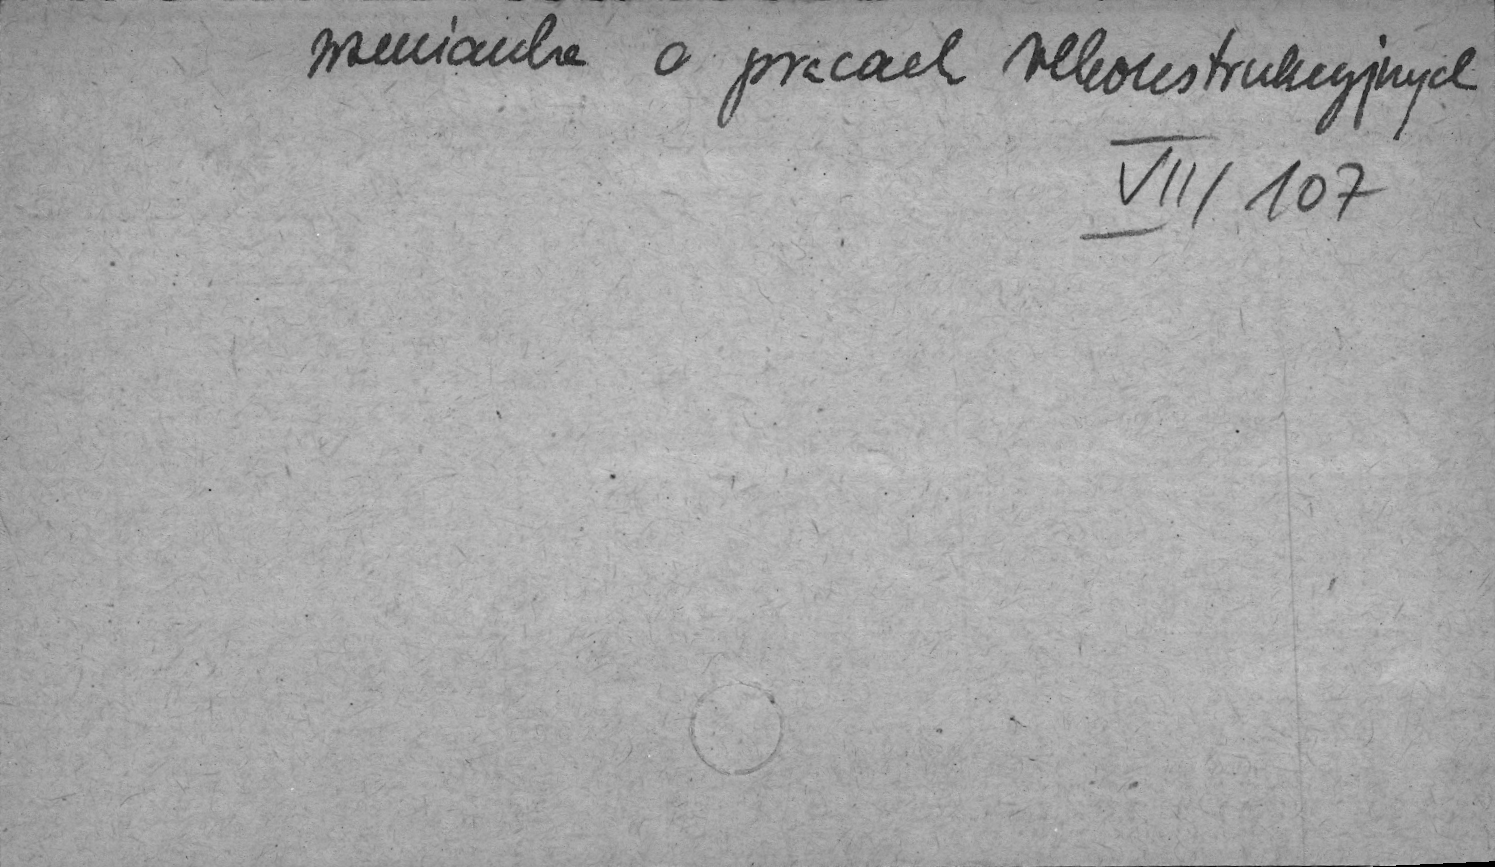 wzmianka o pracach rekonstrukcyjnych
VII/107